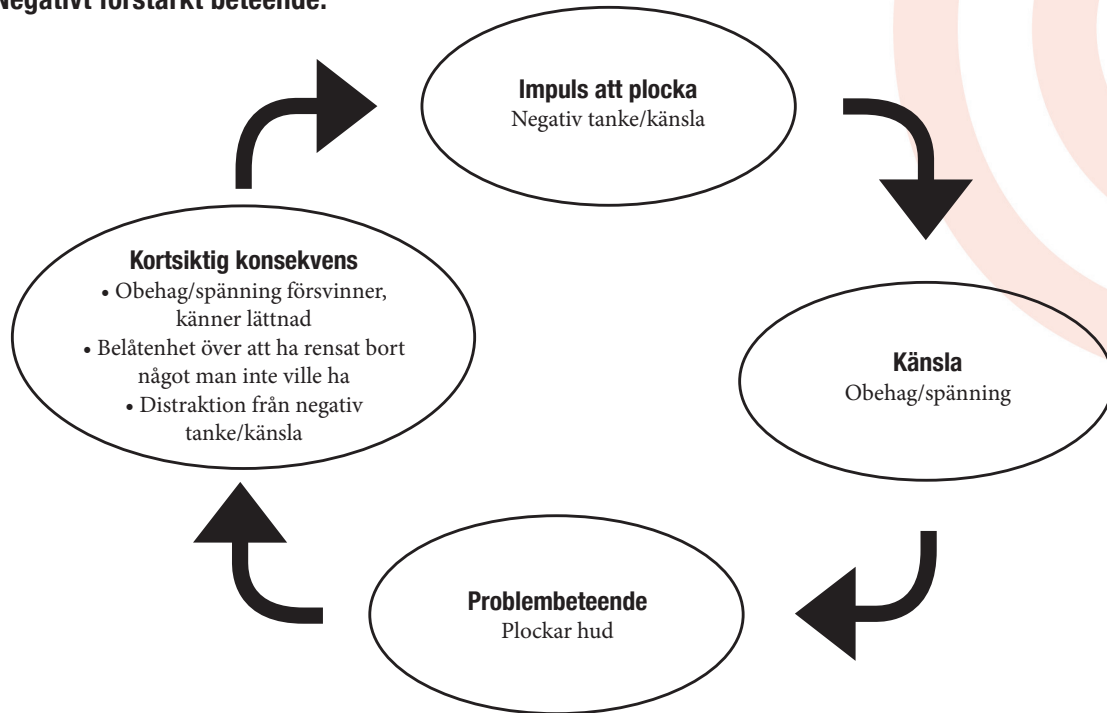 Negativt förstärkt beteende.
Impuls att plocka
Negativ tanke/känsla
Känsla
Obehag/spänning
Problembeteende
Plockar hud
Kortsiktig konsekvens
• Obehag/spänning försvinner,
känner lättnad
• Belåtenhet över att ha rensat bort
något man inte ville ha
• Distraktion från negativ
tanke/känsla